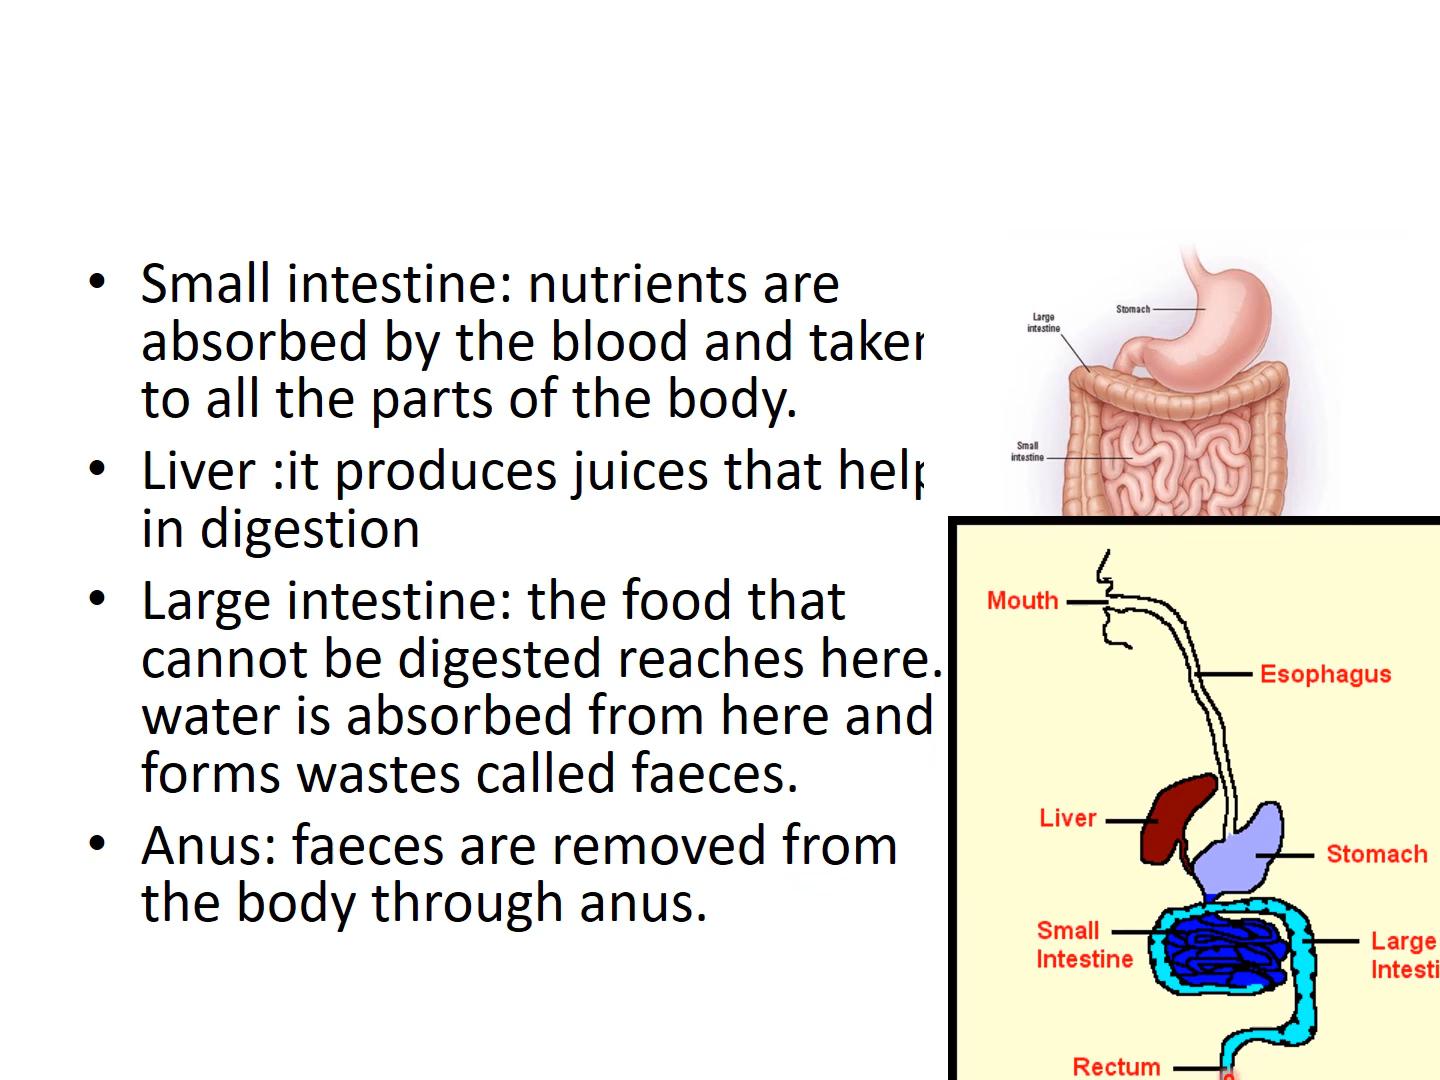 • Small intestine: nutrients are
absorbed by the blood and taken
to all the parts of the body.
• Liver :it produces juices that help
in digestion
• Large intestine: the food that
cannot be digested reaches here.
water is absorbed from here and
forms wastes called faeces.
• Anus: faeces are removed from
the body through anus.
Stomach
Large
intestine
Small
intestine
Mouth
Esophagus
Liver
Stomach
Small
Intestine
Large
Intesti
Rectum